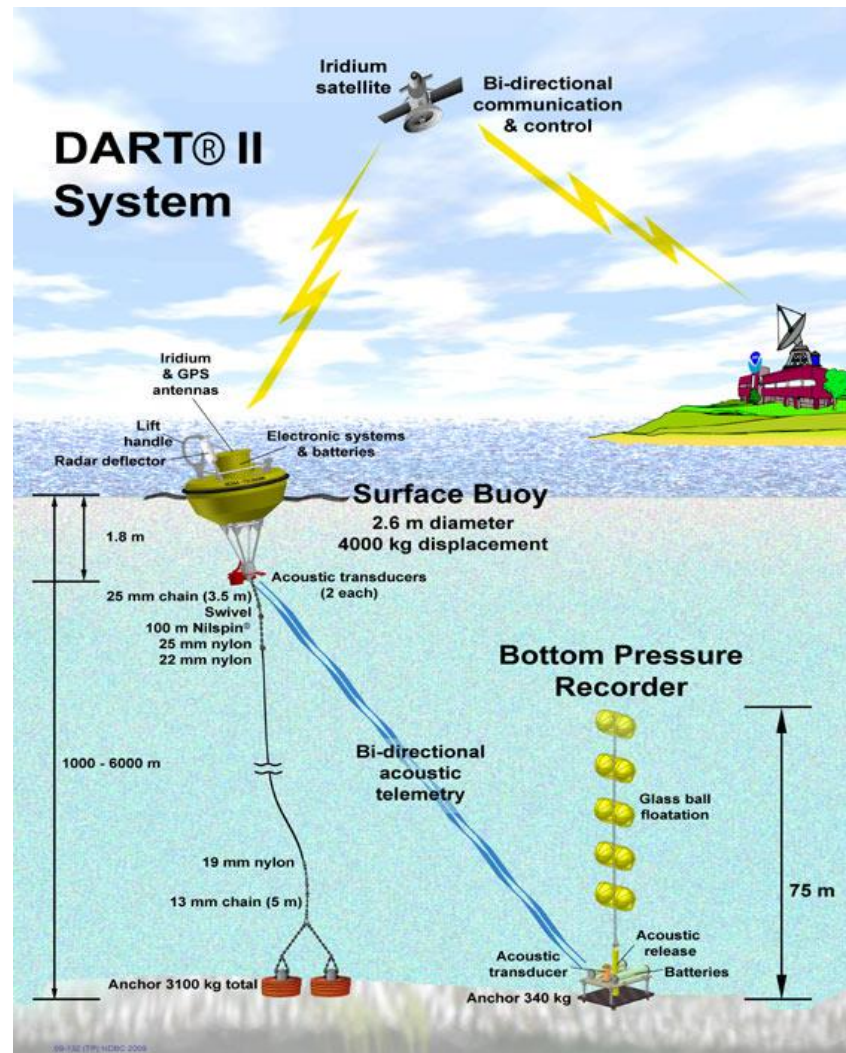 DART® II
System
Iridium
satellite
Bi-directional
communication
& control
Iridium
& GPS
antennas
Lift
handle
Radar deflector
Electronic systems
& batteries
Surface Buoy
2.6 m diameter
4000 kg displacement
1.8 m
Acoustic transducers
(2 each)
25 mm chain (3.5 m)
Swivel
100 m Nilspin®
25 mm nylon
22 mm nylon
Bottom Pressure
Recorder
1000 - 6000 m
Bi-directional
acoustic
telemetry
Glass ball
floatation
75 m
19 mm nylon
13 mm chain (5 m)
Acoustic
release
Acoustic
transducer
Batteries
Anchor 3100 kg total
Anchor 340 kg
NDBC 2009